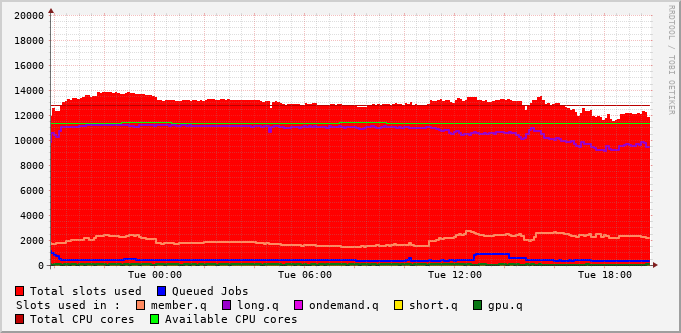 20000
18000
16000
14000
12000
10000
8000
6000
4000
2000
0
Tue 00:00 Tue 06:00 Tue 12:00 Tue 18:00
RRDTOOL / TOBI OETIKER
Total slots used Queued Jobs
Slots used in : member.q long.q ondemand.q short.q gpu.q
Total CPU cores Available CPU cores